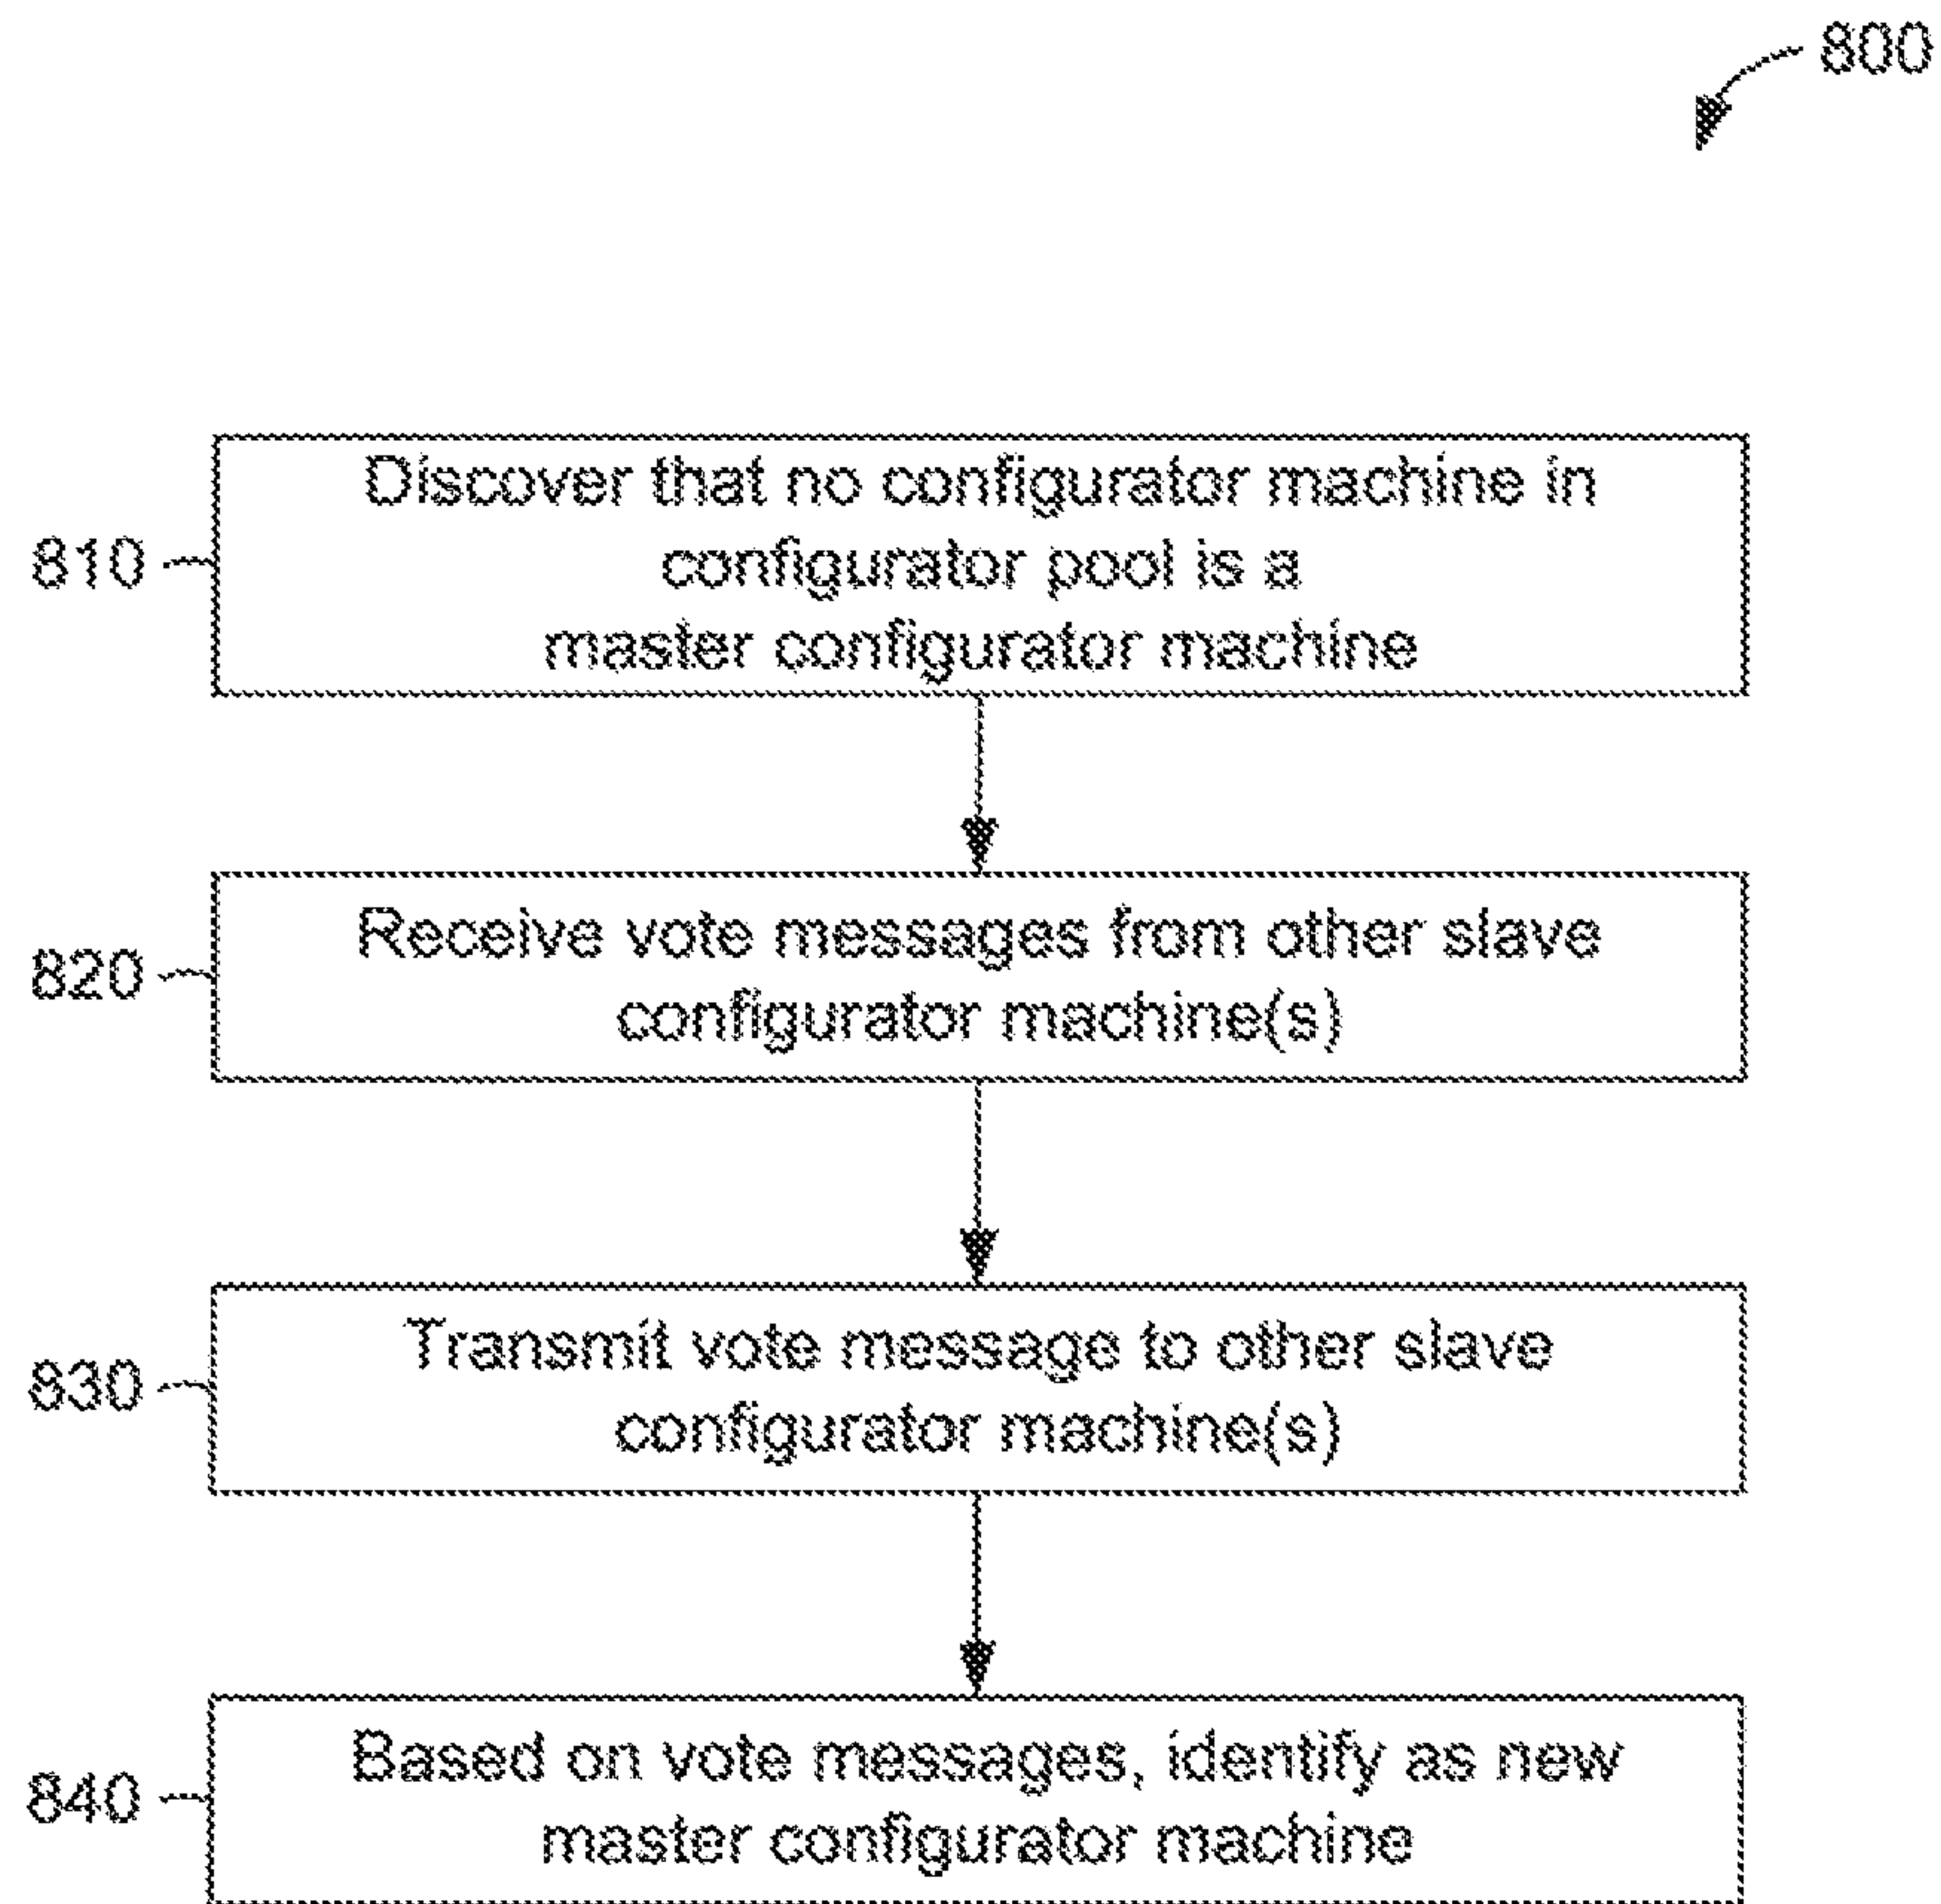 800
Discover that no configurator machine in
configurator pool is a
master configurator machine
810
Receive vote messages from other slave
configurator machine(s)
820
Transmit vote message to other slave
configurator machine(s)
830
Based on vote messages, identify as new
master configurator machine
840